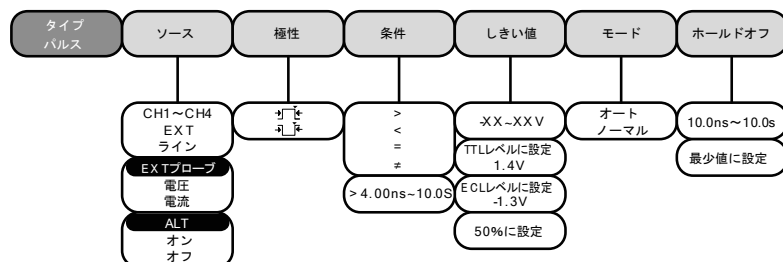 タイプ
パルス
ソース
極性
条件
しきい値
モード
ホールドオフ
CH1～CH4
EXT
ライン
EXTプローブ
電圧
電流
ALT
オン
オフ
>
<
=
≠
> 4.00ns~10.0S
-XX~XXV
TTLレベルに設定
1.4V
ECLレベルに設定
-1.3V
50%に設定
オート
ノーマル
10.0ns～10.0s
最少値に設定